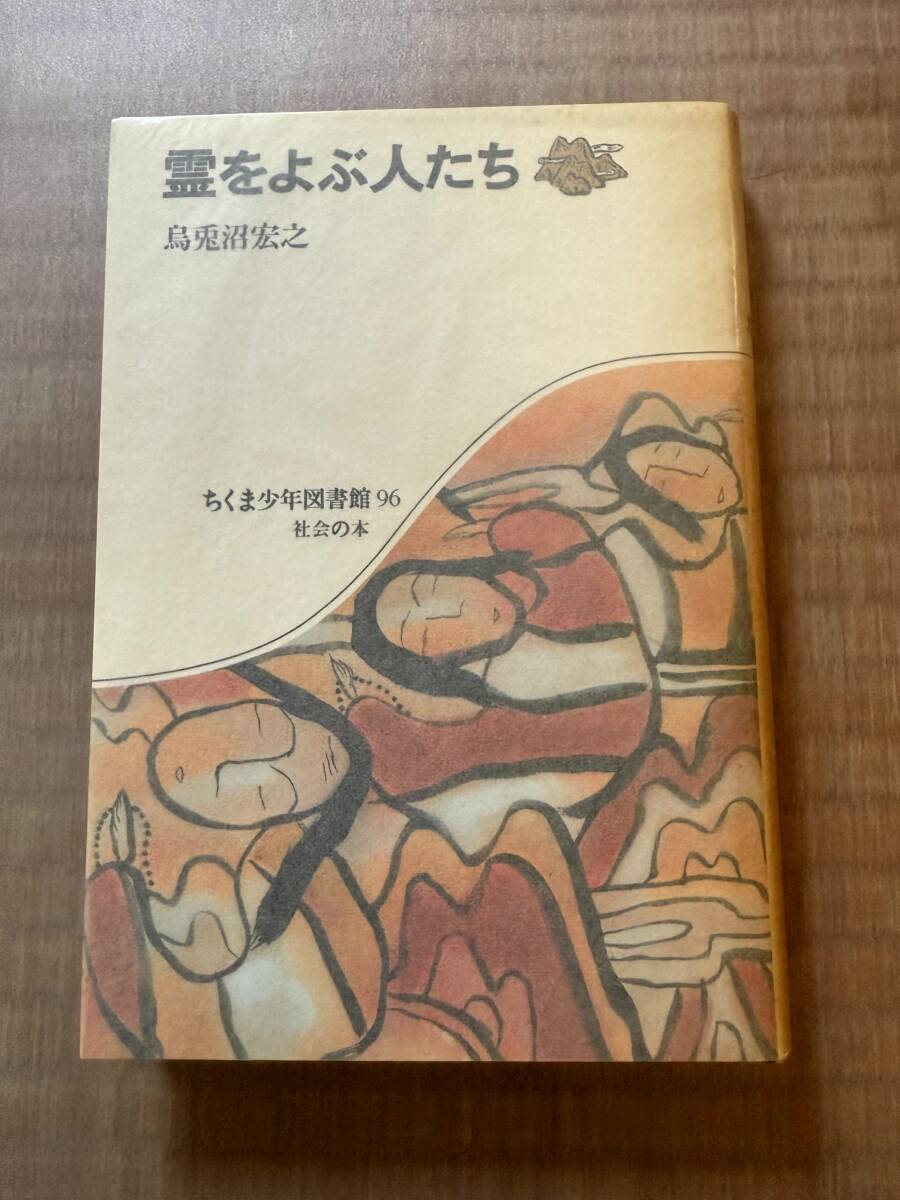 霊をよぶ人たち
烏兎沼宏之
ちくま少年図書館 96
社会の本